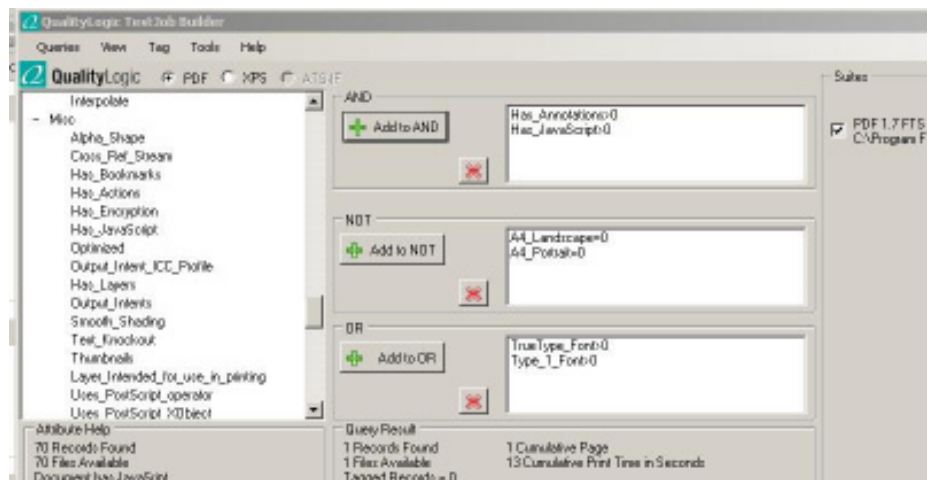 QualityLogic Test Job Builder
Queries View Tag Tools Help
QualityLogic PDF XPS ATS-IF
Interpolate
- Misc
Alpha_Shape
Cross_Ref_Stream
Has_Bookmarks
Has_Actions
Has_Encryption
Has_JavaScript
Optimized
Output_Intent_ICC_Profile
Has_Layers
Output_Intents
Smooth_Shading
Text_Knockout
Thumbnails
Layer_Intended_for_use_in_printing
Uses_PostScript_operator
Uses_PostScript_XObject
Attribute Help
70 Records Found
70 Files Available
Document has JavaScript
AND
Add to AND
Has_Annotations>0
Has_JavaScript>0
NOT
Add to NOT
A4_Landscape=0
A4_Portrait=0
OR
Add to OR
TrueType_Font>0
Type_1_Font>0
Query Result
1 Records Found 1 Cumulative Page
1 Files Available 13 Cumulative Print Time in Seconds
Tagged Records = 0
Suites
PDF 1.7 FTS
C:\Program F